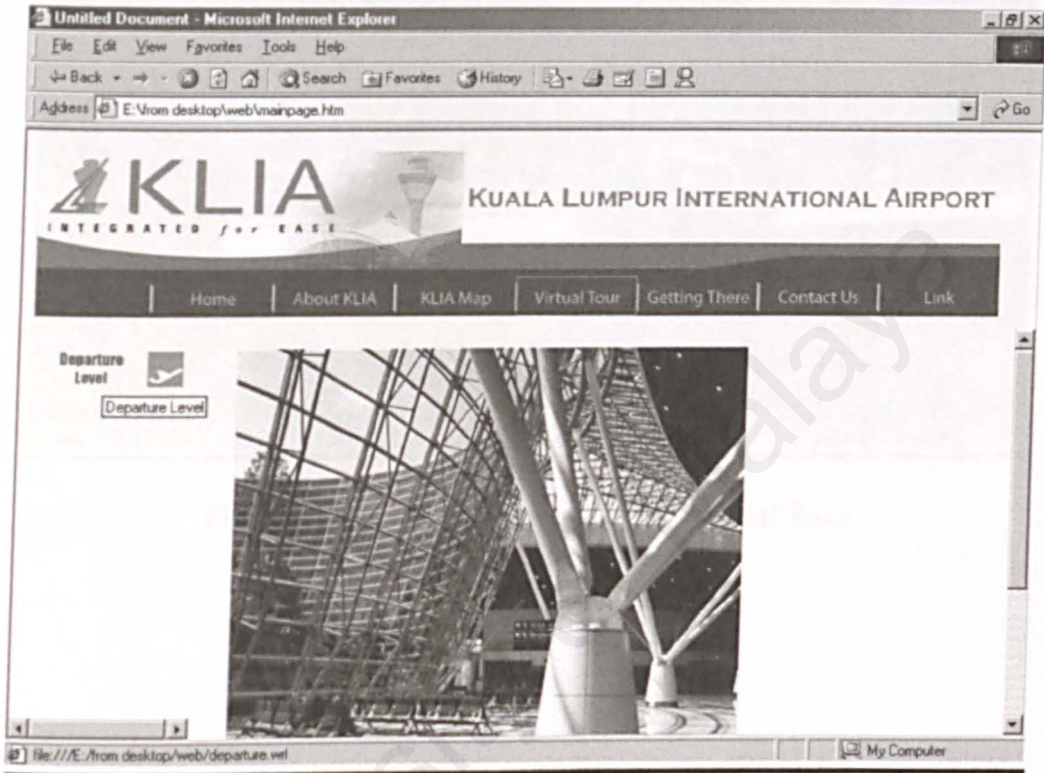 Untitled Document - Microsoft Internet Explorer
File Edit View Favorites Tools Help
Back Search Favorites History
Address E:\from desktop\web\mainpage.htm Go
KLIA
INTEGRATED for EASE
KUALA LUMPUR INTERNATIONAL AIRPORT
Home About KLIA KLIA Map Virtual Tour Getting There Contact Us Link
Departure
Level
Departure Level
file:///E:/from desktop/web/departure.wrl My Computer